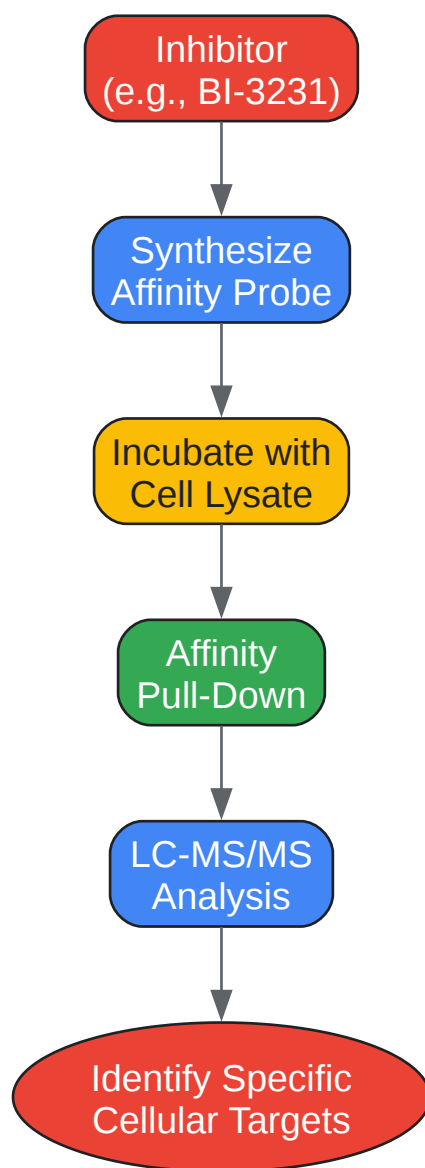 Inhibitor
(e.g., BI-3231)
Synthesize
Affinity Probe
Incubate with
Cell Lysate
Affinity
Pull-Down
LC-MS/MS
Analysis
Identify Specific
Cellular Targets